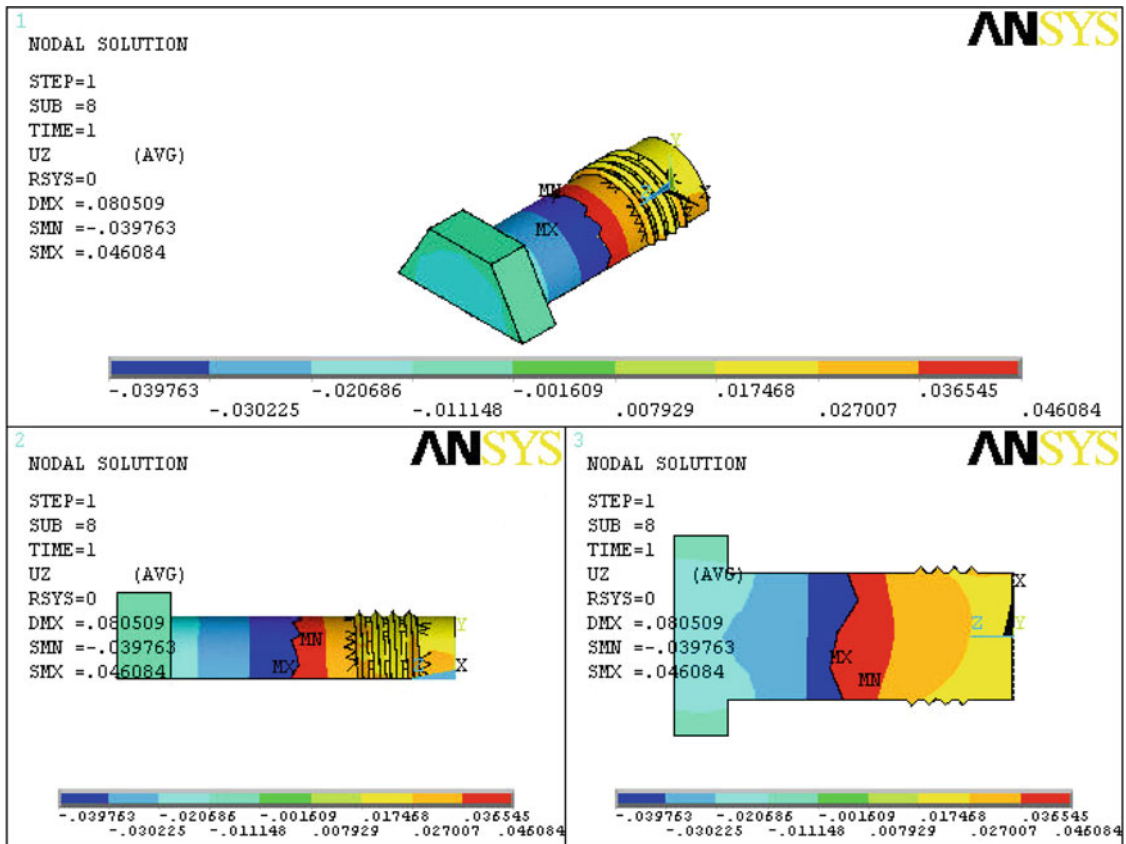 1
ANSYS
NODAL SOLUTION
STEP=1
SUB =8
TIME=1
UZ (AVG)
RSYS=0
DMX =.080509
SMN =-.039763
SMX =.046084
Y
MN
Z
X
MX
-.039763 -.020686 -.001609 .017468 .036545
-.030225 -.011148 .007929 .027007 .046084
2
ANSYS
NODAL SOLUTION
STEP=1
SUB =8
TIME=1
UZ (AVG)
RSYS=0
DMX =.080509
Y
SMN =-.039763
MN
SMX =.046084
MX
Z
X
-.039763 -.020686 -.001609 .017468 .036545
-.030225 -.011148 .007929 .027007 .046084
3
ANSYS
NODAL SOLUTION
STEP=1
SUB =8
TIME=1
UZ (AVG)
X
RSYS=0
DMX =.080509
Z Y
SMN =-.039763
MX
SMX =.046084
MN
-.039763 -.020686 -.001609 .017468 .036545
-.030225 -.011148 .007929 .027007 .046084